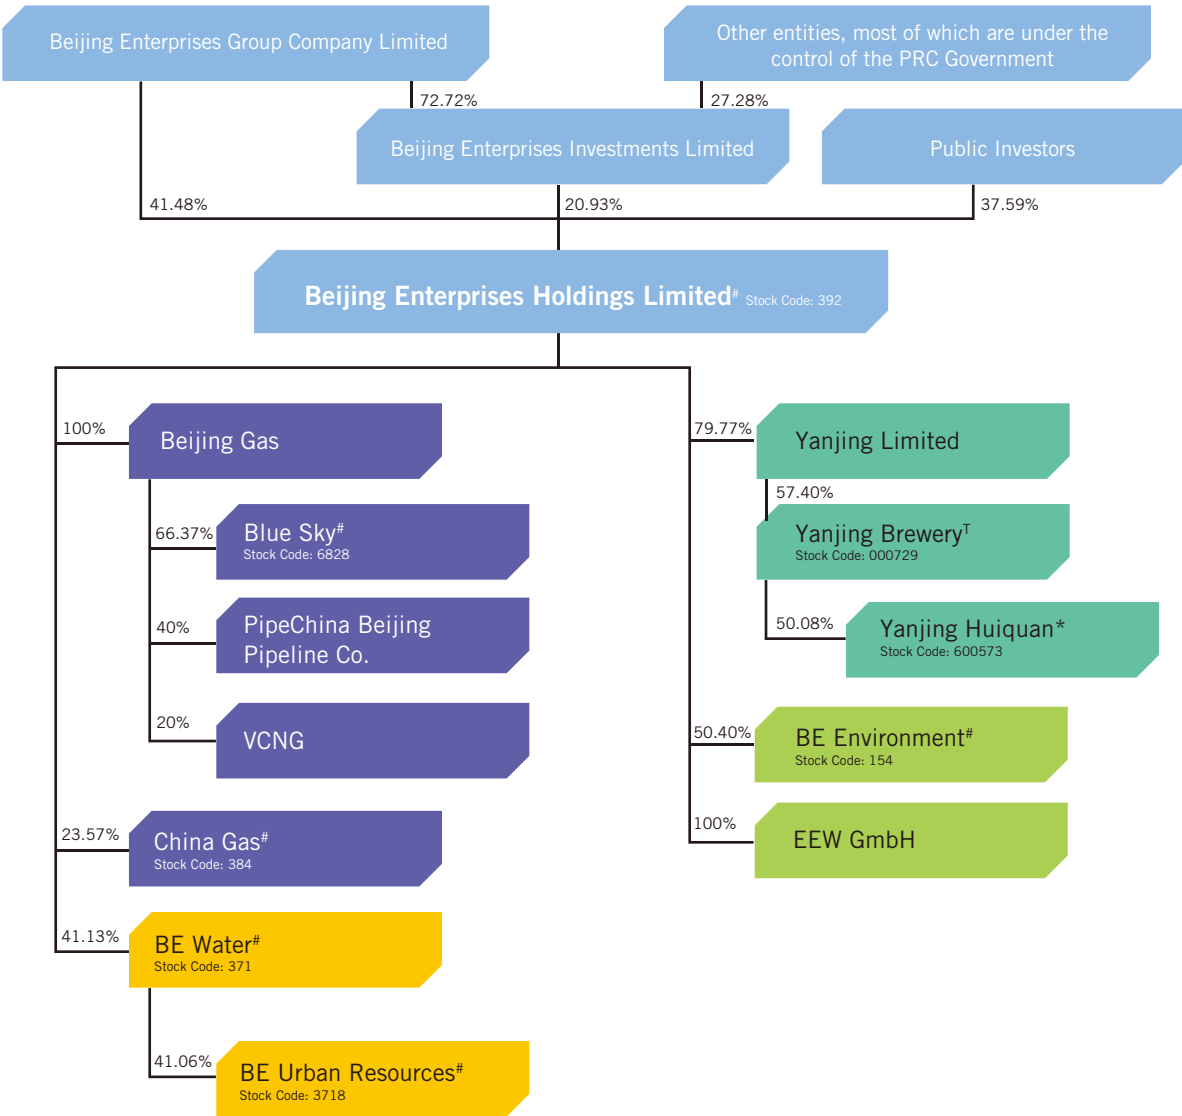 Beijing Enterprises Group Company Limited
Other entities, most of which are under the
control of the PRC Government
72.72%
27.28%
Beijing Enterprises Investments Limited
Public Investors
41.48%
20.93%
37.59%
Beijing Enterprises Holdings Limited# Stock Code: 392
100%
Beijing Gas
66.37%
Blue Sky#
Stock Code: 6828
40%
PipeChina Beijing
Pipeline Co.
20%
VCNG
23.57%
China Gas#
Stock Code: 384
41.13%
BE Water#
Stock Code: 371
41.06%
BE Urban Resources#
Stock Code: 3718
79.77%
Yanjing Limited
57.40%
Yanjing BreweryT
Stock Code: 000729
50.08%
Yanjing Huiquan*
Stock Code: 600573
50.40%
BE Environment#
Stock Code: 154
100%
EEW GmbH